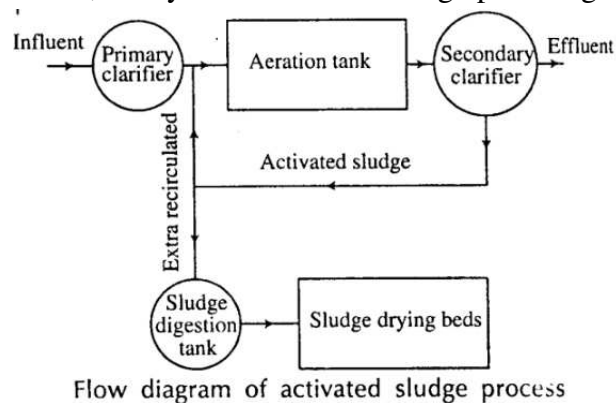 Influent
Primary
clarifier
Aeration tank
Secondary
clarifier
Effluent
Activated sludge
Extra recirculated
Sludge
digestion
tank
Sludge drying beds
Flow diagram of activated sludge process